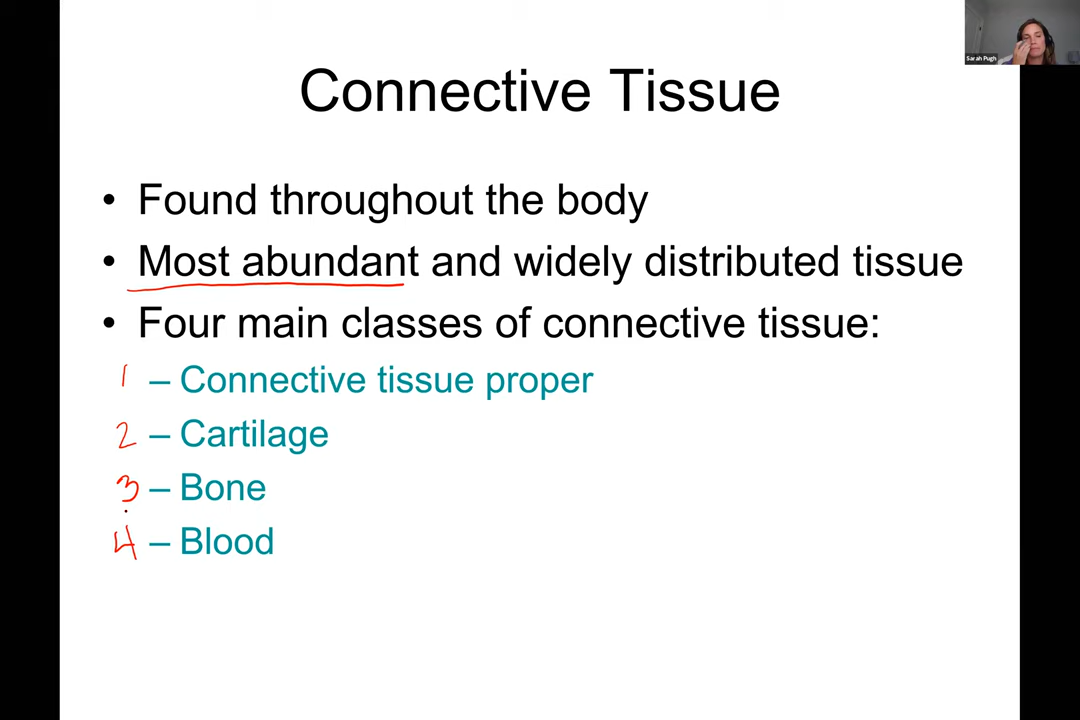 Sarah Pugh
Connective Tissue
• Found throughout the body
• Most abundant and widely distributed tissue
• Four main classes of connective tissue:
1 – Connective tissue proper
2 – Cartilage
3 – Bone
4 – Blood